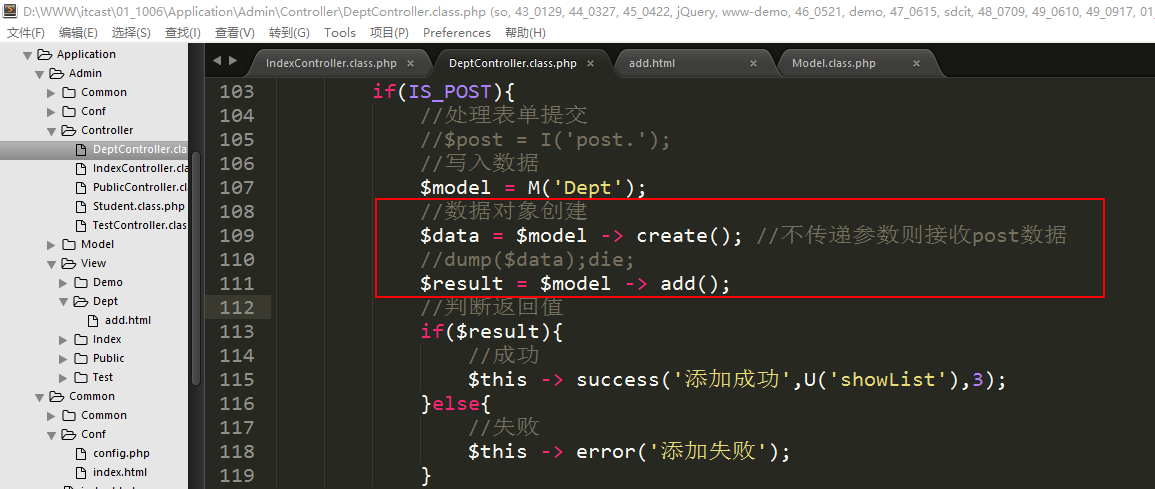 D:\WWW\itcast\01_1006\Application\Admin\Controller\DeptController.class.php (so, 43_0129, 44_0327, 45_0422, jQuery, www-demo, 46_0521, demo, 47_0615, sdcit, 48_0709, 49_0610, 49_0917, 01_
文件(F) 编辑(E) 选择(S) 查找(I) 查看(V) 转到(G) Tools 项目(P) Preferences 帮助(H)
Application
Admin
Common
Conf
Controller
DeptController.cla
IndexController.cla
PublicController.cl
Student.class.php
TestController.class
Model
View
Demo
Dept
add.html
Index
Public
Test
Common
Common
Conf
config.php
index.html
IndexController.class.php × DeptController.class.php × add.html × Model.class.php ×
103 if(IS_POST){
104 //处理表单提交
105 //$post = I('post.');
106 //写入数据
107 $model = M('Dept');
108 //数据对象创建
109 $data = $model -> create(); //不传递参数则接收post数据
110 //dump($data);die;
111 $result = $model -> add();
112 //判断返回值
113 if($result){
114 //成功
115 $this -> success('添加成功',U('showList'),3);
116 }else{
117 //失败
118 $this -> error('添加失败');
119 }